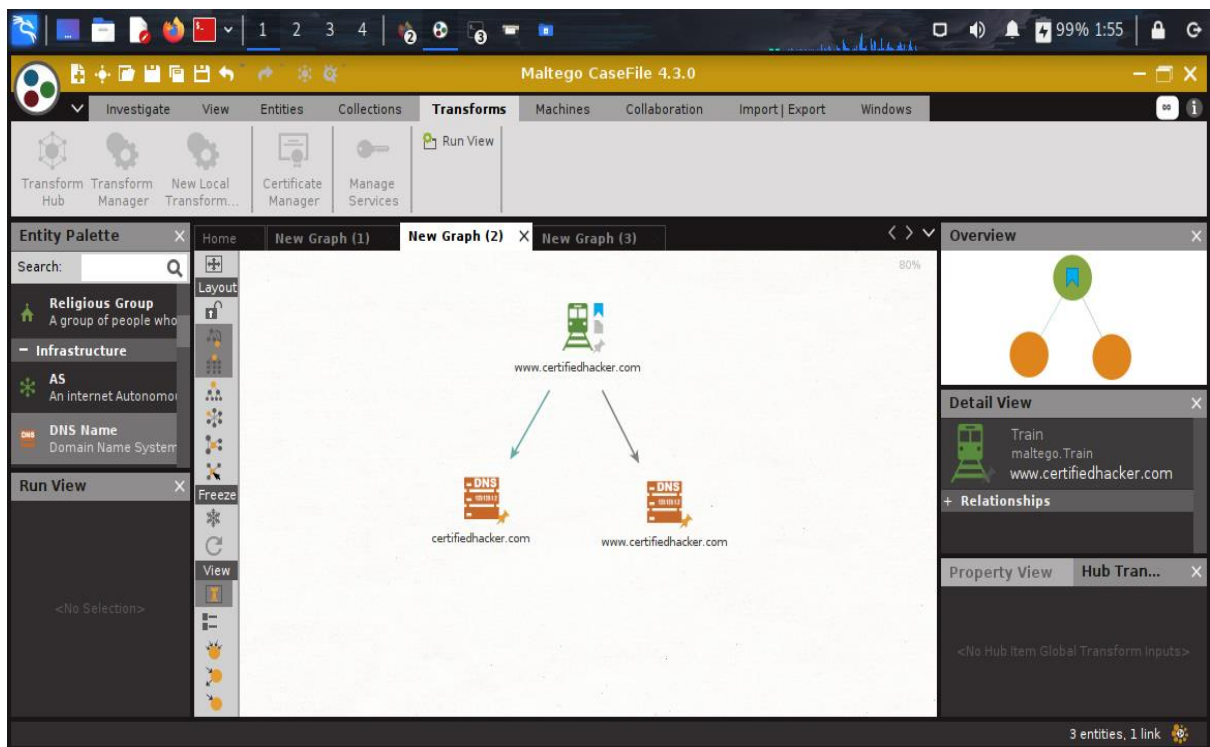 1 2 3 4
2
3
99% 1:55
Maltego CaseFile 4.3.0
Investigate View Entities Collections Transforms Machines Collaboration Import | Export Windows
Run View
Transform Hub
Transform Manager
New Local Transform...
Certificate Manager
Manage Services
Entity Palette
Search:
Religious Group
A group of people who
Infrastructure
AS
An internet Autonomou
DNS Name
Domain Name System
Run View
<No Selection>
Home New Graph (1) New Graph (2) New Graph (3)
Layout
Freeze
View
80%
www.certifiedhacker.com
DNS
certifiedhacker.com
DNS
www.certifiedhacker.com
Overview
Detail View
Train
maltego.Train
www.certifiedhacker.com
+ Relationships
Property View Hub Tran...
<No Hub Item Global Transform Inputs>
3 entities, 1 link